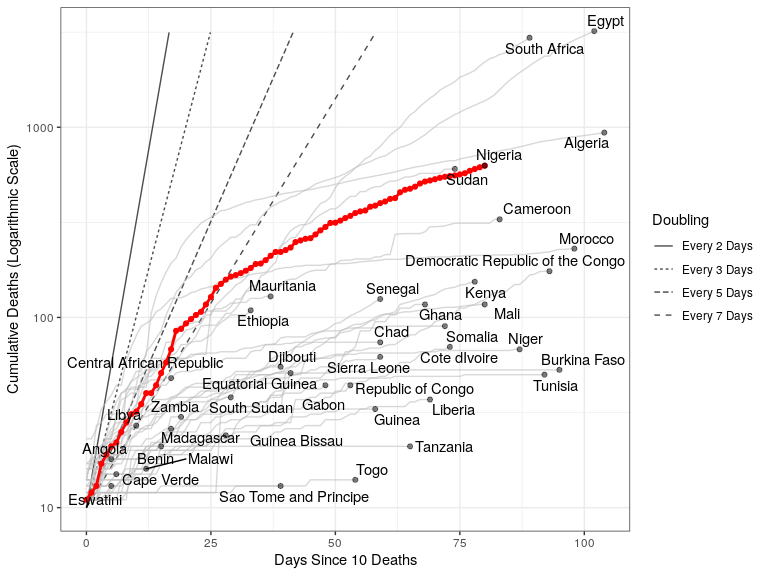 Egypt
South Africa
1000
Algeria
Nigeria
Sudan
Cameroon
Doubling
Morocco
Every 2 Days
Democratic Republic of the Congo
Every 3 Days
Mauritania
Senegal
Kenya
Every 5 Days
Ethiopia
Ghana
Mali
Every 7 Days
100
Chad
Somalia
Niger
Central African Republic
Djibouti
Sierra Leone
Cote dIvoire
Burkina Faso
Equatorial Guinea
Republic of Congo
Tunisia
Libya
Zambia
South Sudan
Gabon
Guinea
Liberia
Angola
Madagascar
Guinea Bissau
Tanzania
Benin
Malawi
Cape Verde
Togo
Eswatini
Sao Tome and Principe
10
0
25
50
75
100
Days Since 10 Deaths
Cumulative Deaths (Logarithmic Scale)